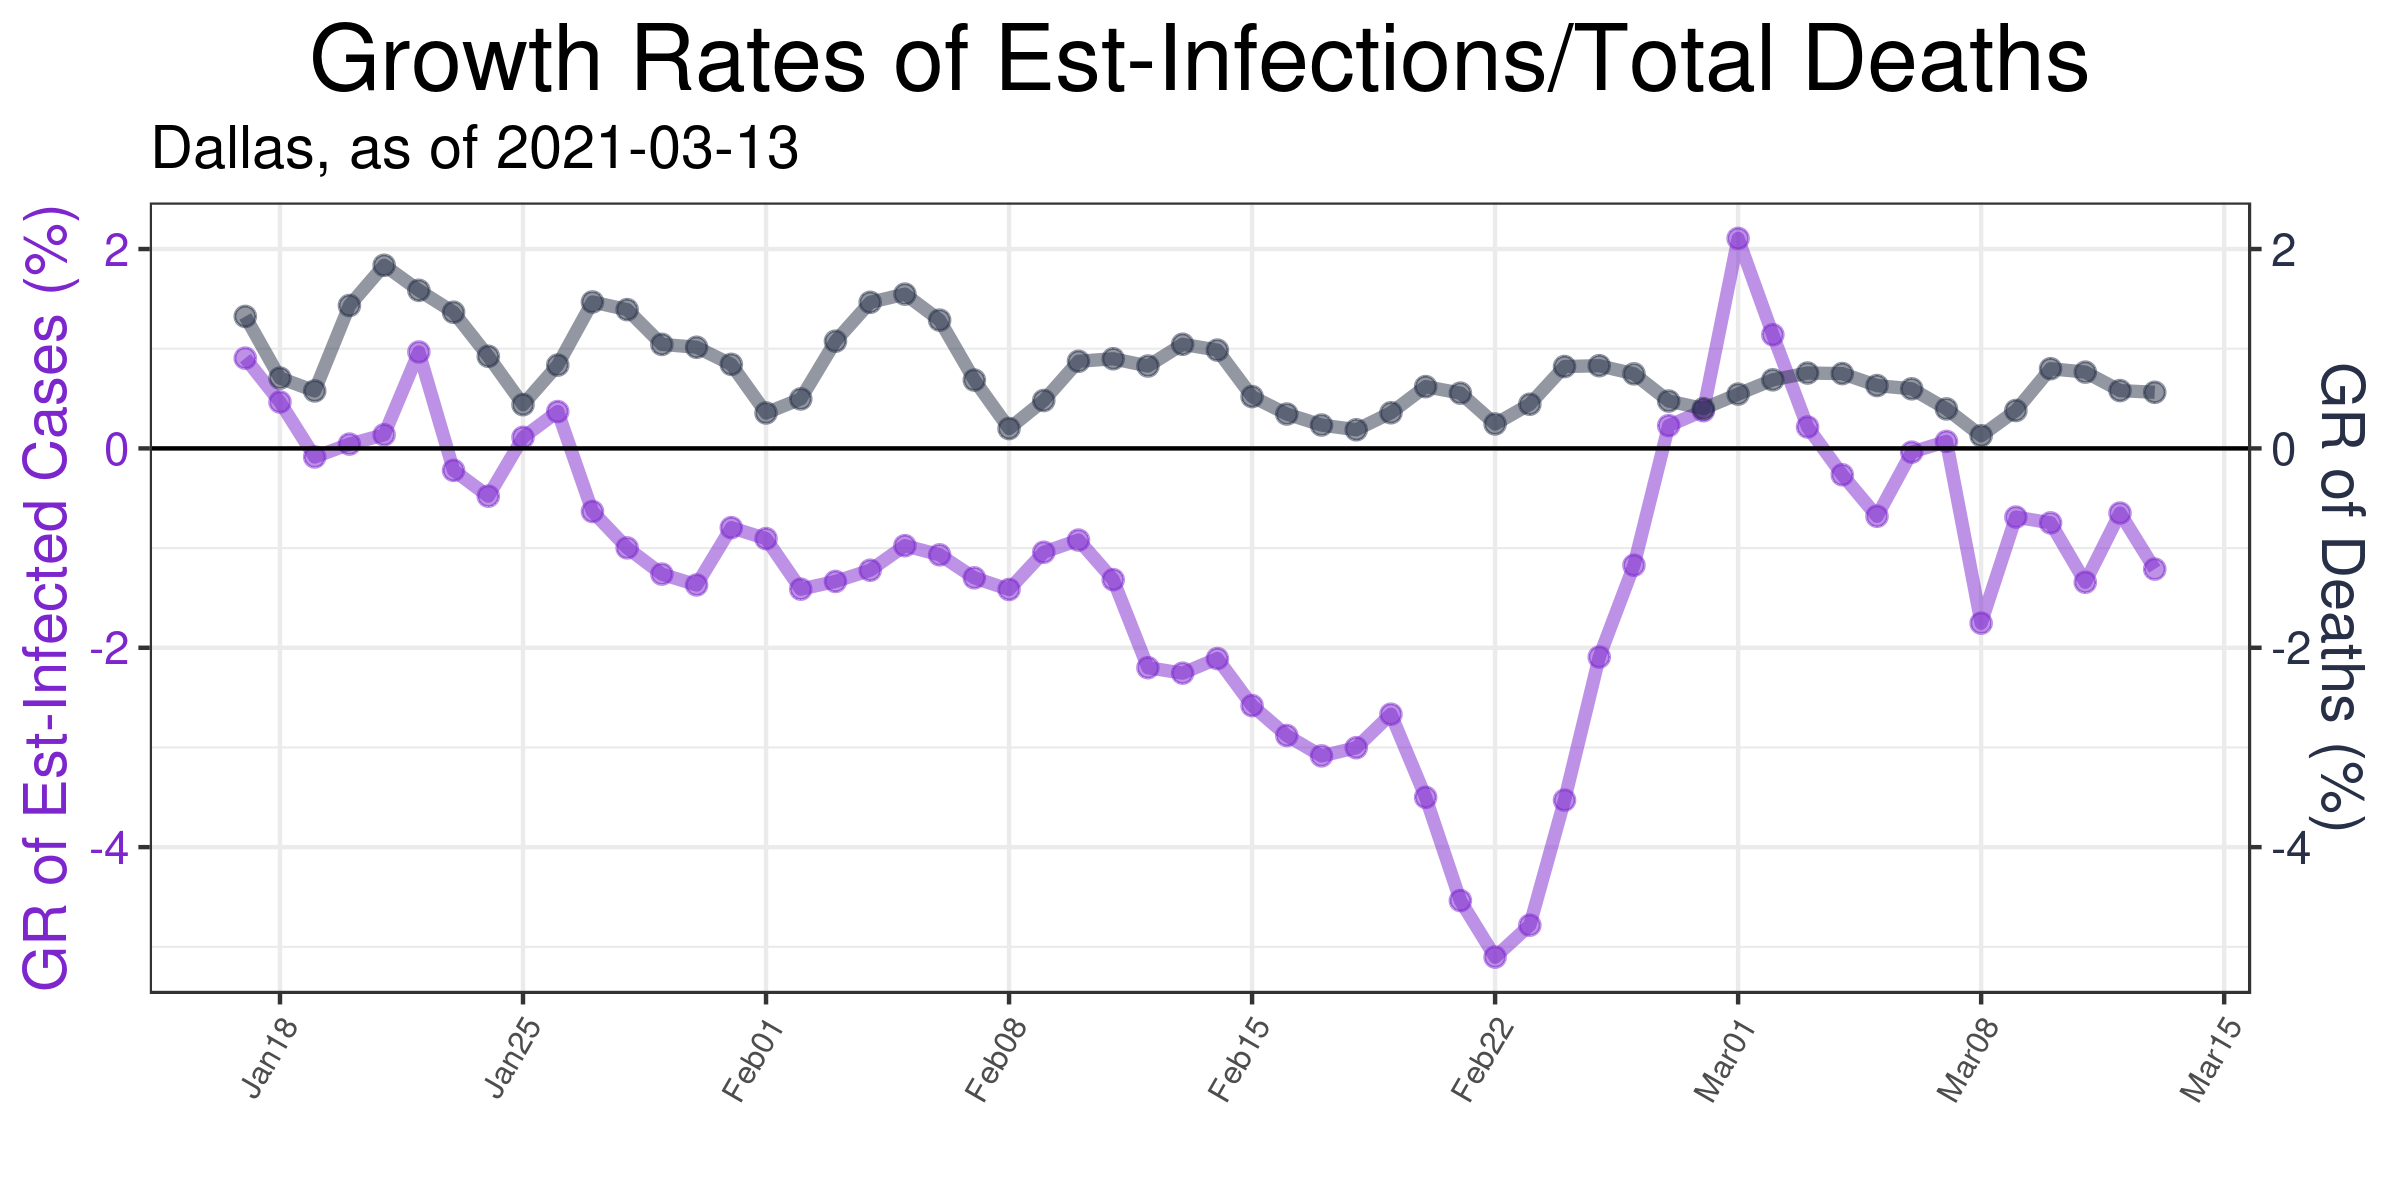 Growth Rates of Est-Infections/Total Deaths
Dallas, as of 2021-03-13
GR of Est-Infected Cases (%)
2
0
-2
-4
2
0
-2
-4
GR of Deaths (%)
Jan18
Jan25
Feb01
Feb08
Feb15
Feb22
Mar01
Mar08
Mar15